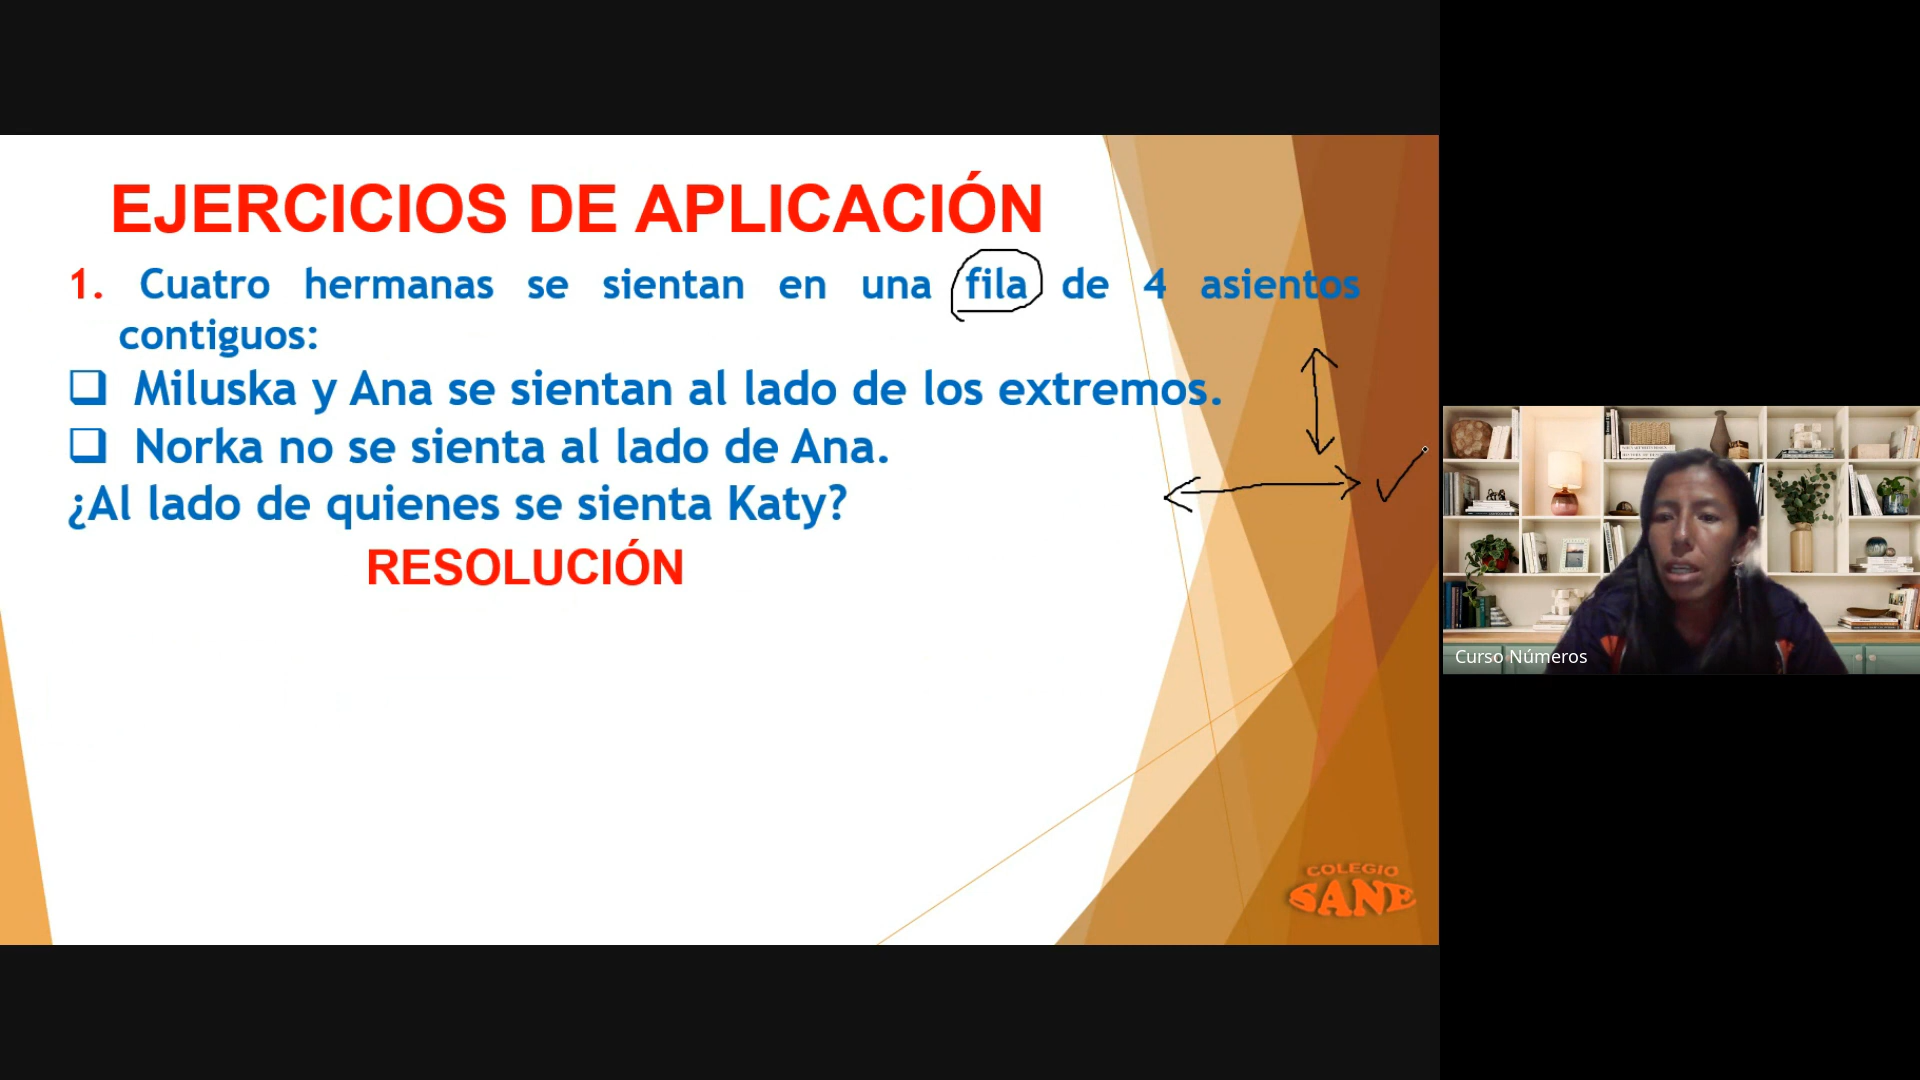 EJERCICIOS DE APLICACIÓN
1. Cuatro hermanas se sientan en una fila de 4 asientos
contiguos:
❑ Miluska y Ana se sientan al lado de los extremos.
❑ Norka no se sienta al lado de Ana.
¿Al lado de quienes se sienta Katy?
RESOLUCIÓN
COLEGIO
SANE
Curso Números